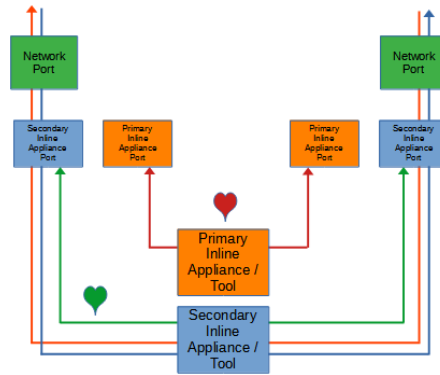 Network
Port
Network
Port
Secondary
Inline
Appliance
Port
Primary
Inline
Appliance
Port
Primary
Inline
Appliance
Port
Secondary
Inline
Appliance
Port
Primary
Inline
Appliance /
Tool
Secondary
Inline
Appliance /
Tool